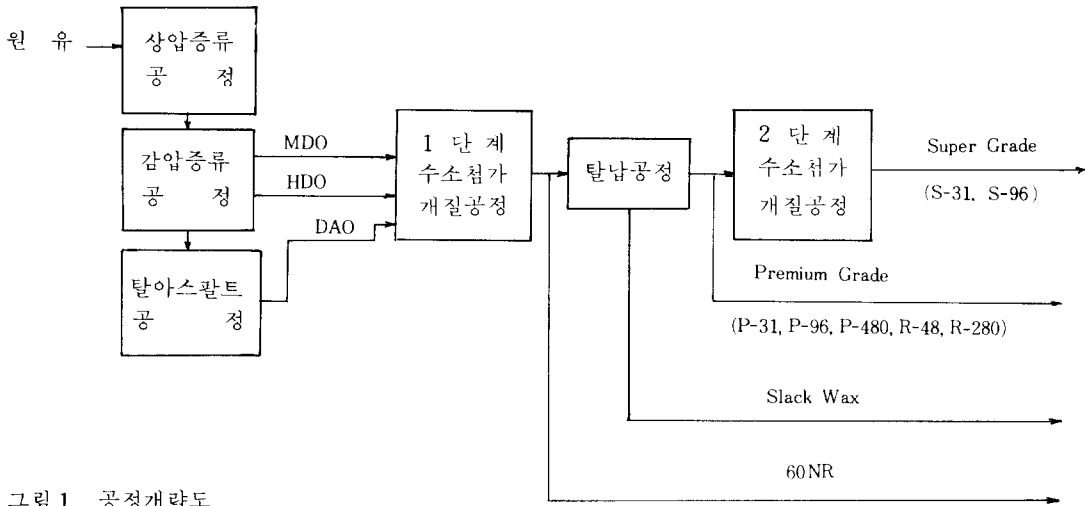 원 유
상압증류
공 정
감압증류
공 정
탈아스팔트
공 정
MDO
HDO
DAO
1 단 계
수소첨가
개질공정
탈납공정
2 단 계
수소첨가
개질공정
Super Grade
(S-31, S-96)
Premium Grade
(P-31, P-96, P-480, R-48, R-280)
Slack Wax
60NR
그림 1 공정개략도